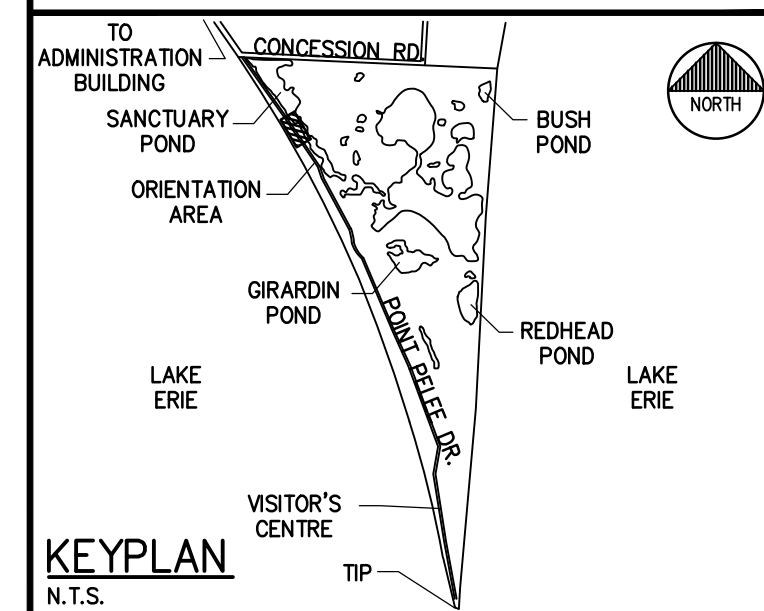 TO
ADMINISTRATION
BUILDING
CONCESSION RD.
NORTH
SANCTUARY
POND
BUSH
POND
ORIENTATION
AREA
GIRARDIN
POND
POINT PELEE DR.
REDHEAD
POND
LAKE
ERIE
LAKE
ERIE
VISITOR'S
CENTRE
KEYPLAN
N.T.S.
TIP